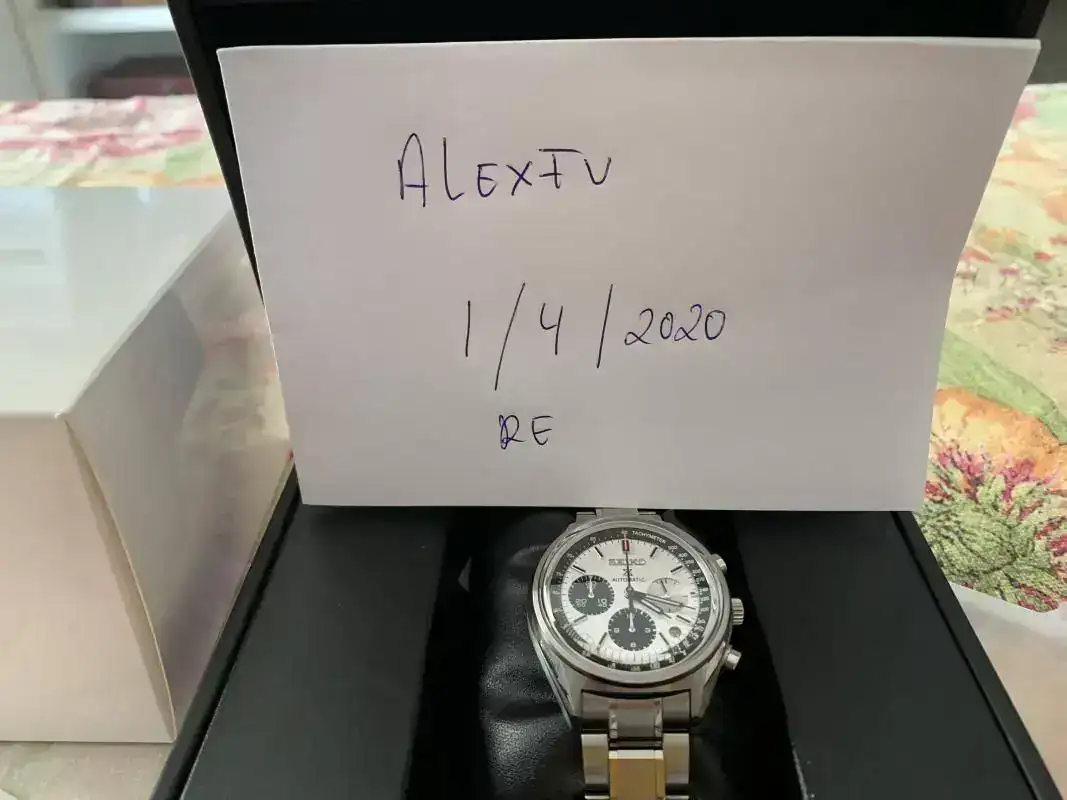 AlexFV
1/4/2020
RE
TACHYMETER
SEIKO
AUTOMATIC